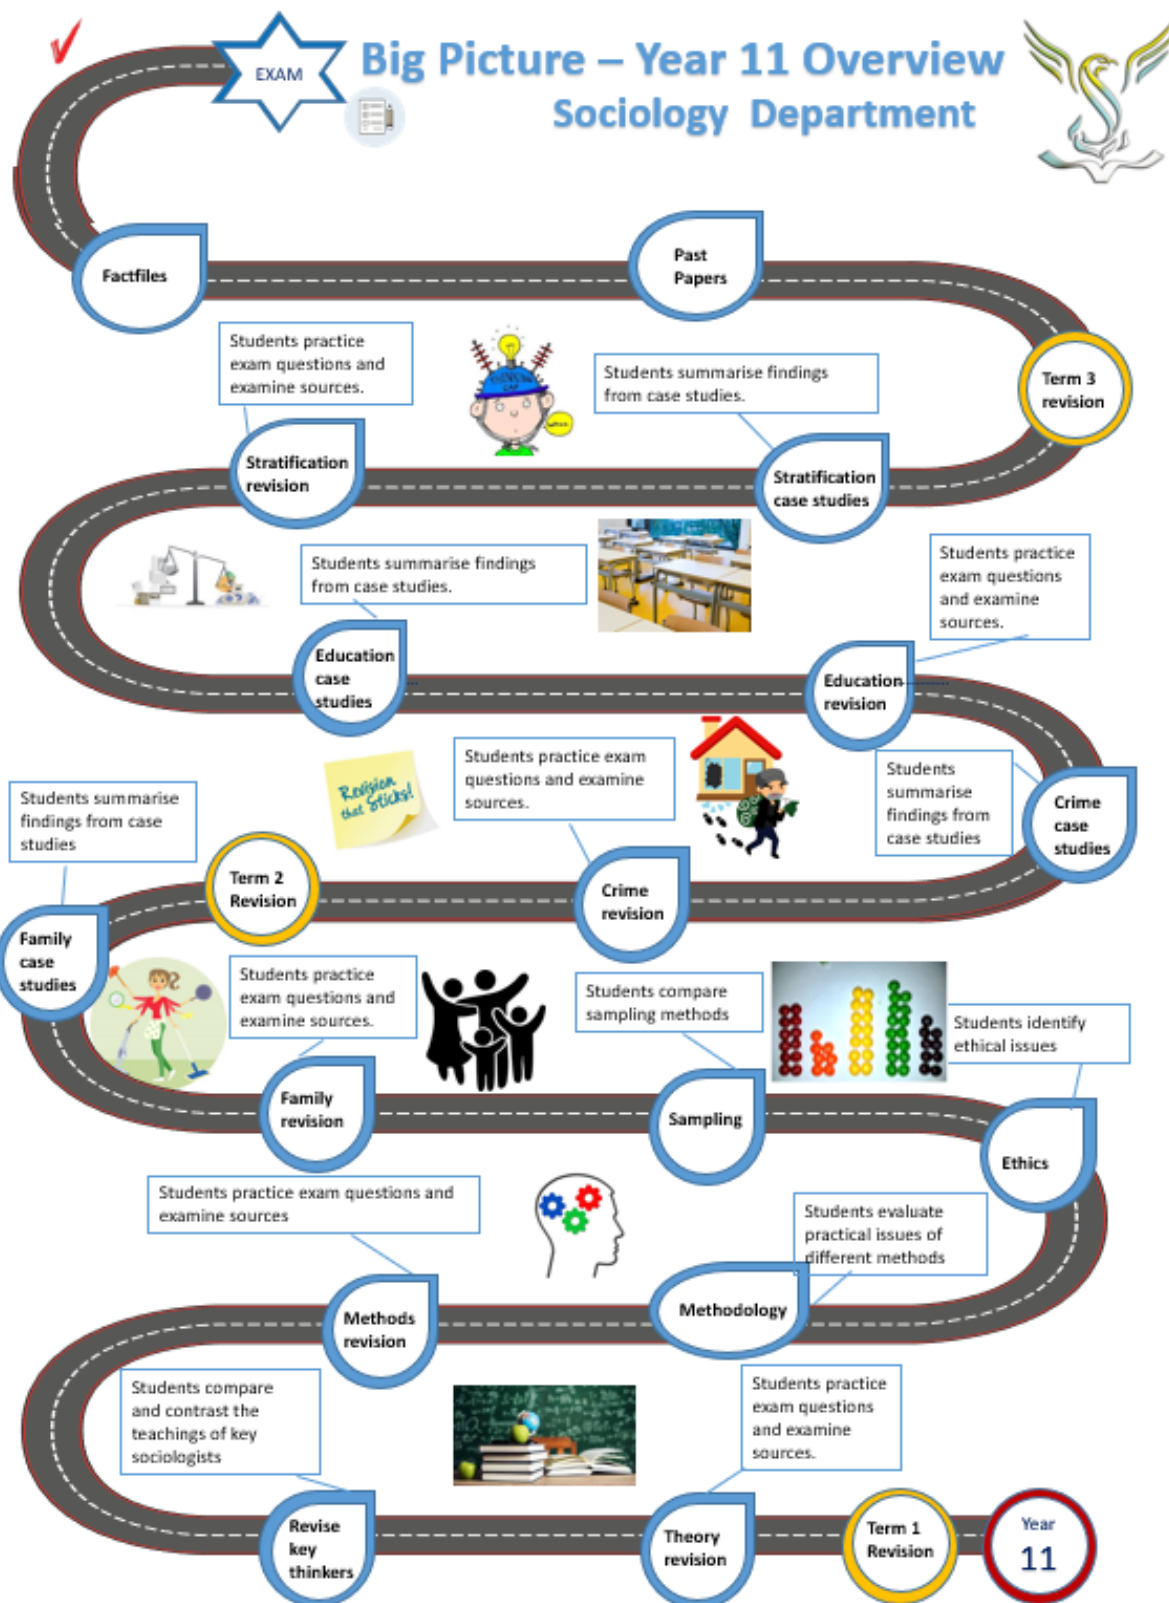 EXAM
Big Picture – Year 11 Overview
Sociology Department
Factfiles
Past
Papers
Students practice
exam questions and
examine sources.
THINKING
CAP
Students summarise findings
from case studies.
Term 3
revision
Stratification
revision
Stratification
case studies
Students summarise findings
from case studies.
Students practice
exam questions
and examine
sources.
Education
case
studies
Education
revision
Revision
that Sticks!
Students practice exam
questions and examine
sources.
Students
summarise
findings from
case studies
Crime
case
studies
Students summarise
findings from case
studies
Term 2
Revision
Crime
revision
Family
case
studies
Students practice
exam questions and
examine sources.
Students compare
sampling methods
Students identify
ethical issues
Family
revision
Sampling
Ethics
Students practice exam questions and
examine sources
Students evaluate
practical issues of
different methods
Methods
revision
Methodology
Students compare
and contrast the
teachings of key
sociologists
Students practice
exam questions
and examine
sources.
Revise
key
thinkers
Theory
revision
Term 1
Revision
Year
11